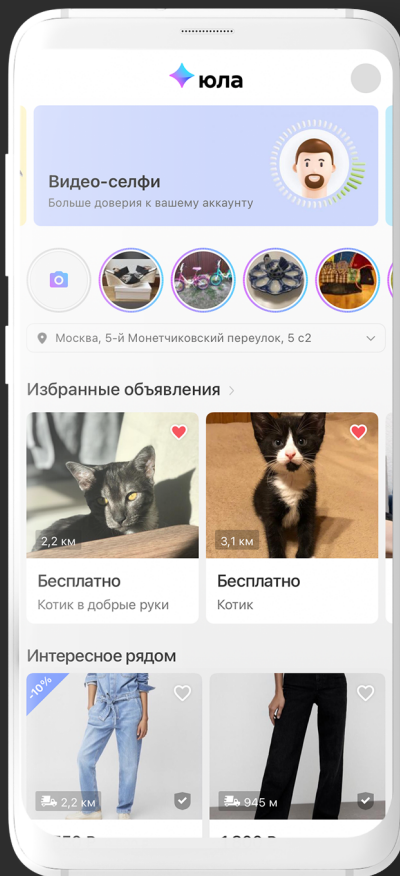 юла
Видео-селфи
Больше доверия к вашему аккаунту
Москва, 5-й Монетчиковский переулок, 5 с2
Избранные объявления
2,2 км
3,1 км
Бесплатно
Котик в добрые руки
Бесплатно
Котик
Интересное рядом
-10%
2,2 км
945 м